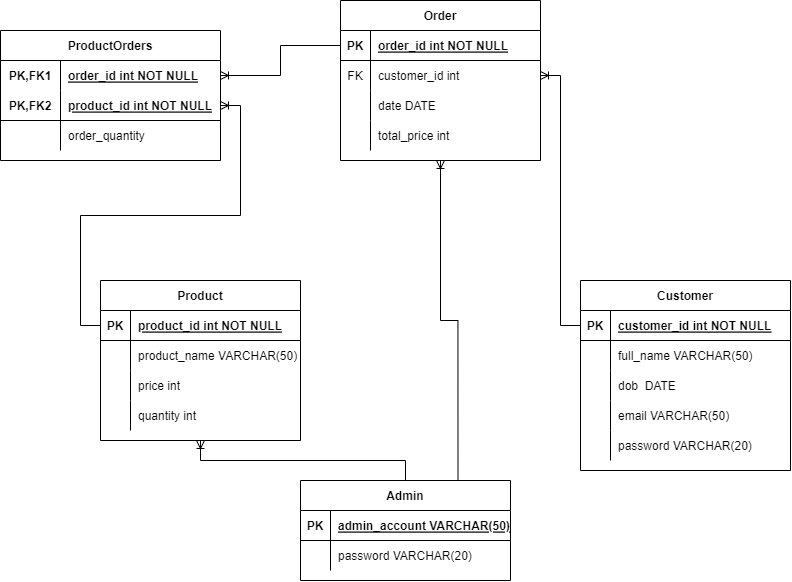 ProductOrders
PK,FK1 order_id int NOT NULL
PK,FK2 product_id int NOT NULL
order_quantity
Order
PK order_id int NOT NULL
FK customer_id int
date DATE
total_price int
Product
PK product_id int NOT NULL
product_name VARCHAR(50)
price int
quantity int
Customer
PK customer_id int NOT NULL
full_name VARCHAR(50)
dob DATE
email VARCHAR(50)
password VARCHAR(20)
Admin
PK admin_account VARCHAR(50)
password VARCHAR(20)